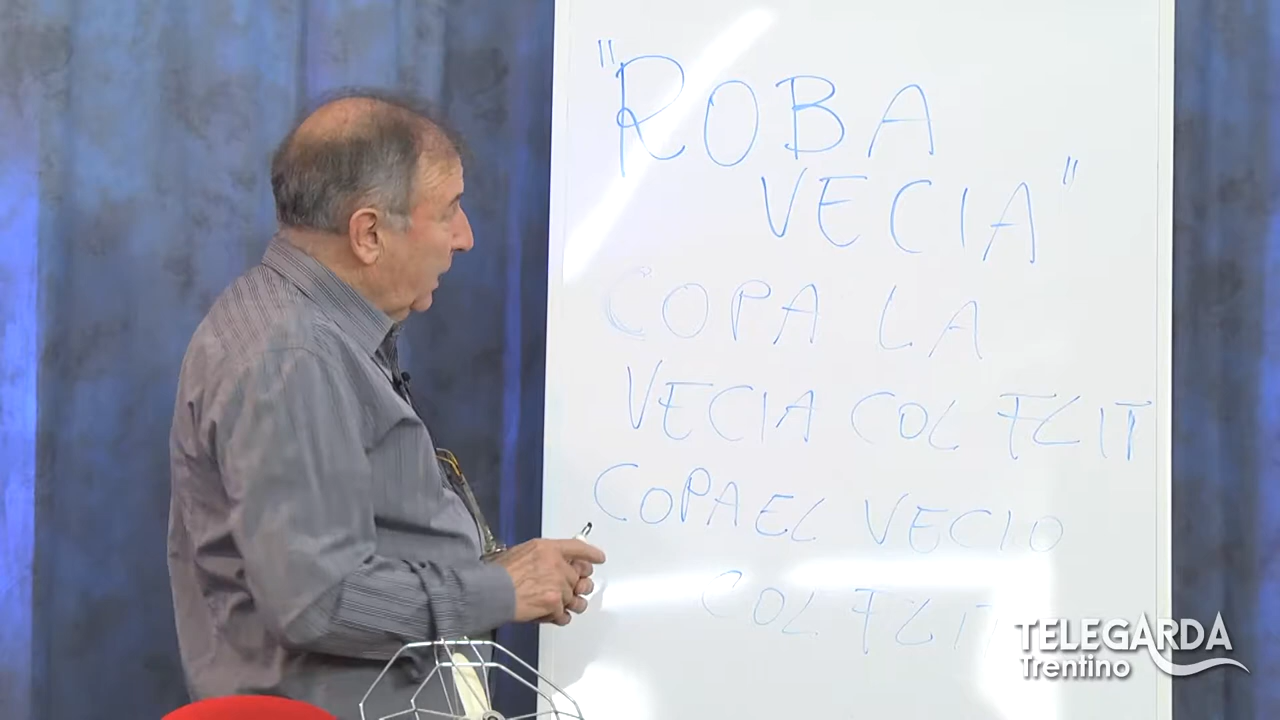 "ROBA
VECIA"
COPA LA
VECIA COL FLIT
COPA EL VECIO
COL FLIT
TELEGARDA
Trentino